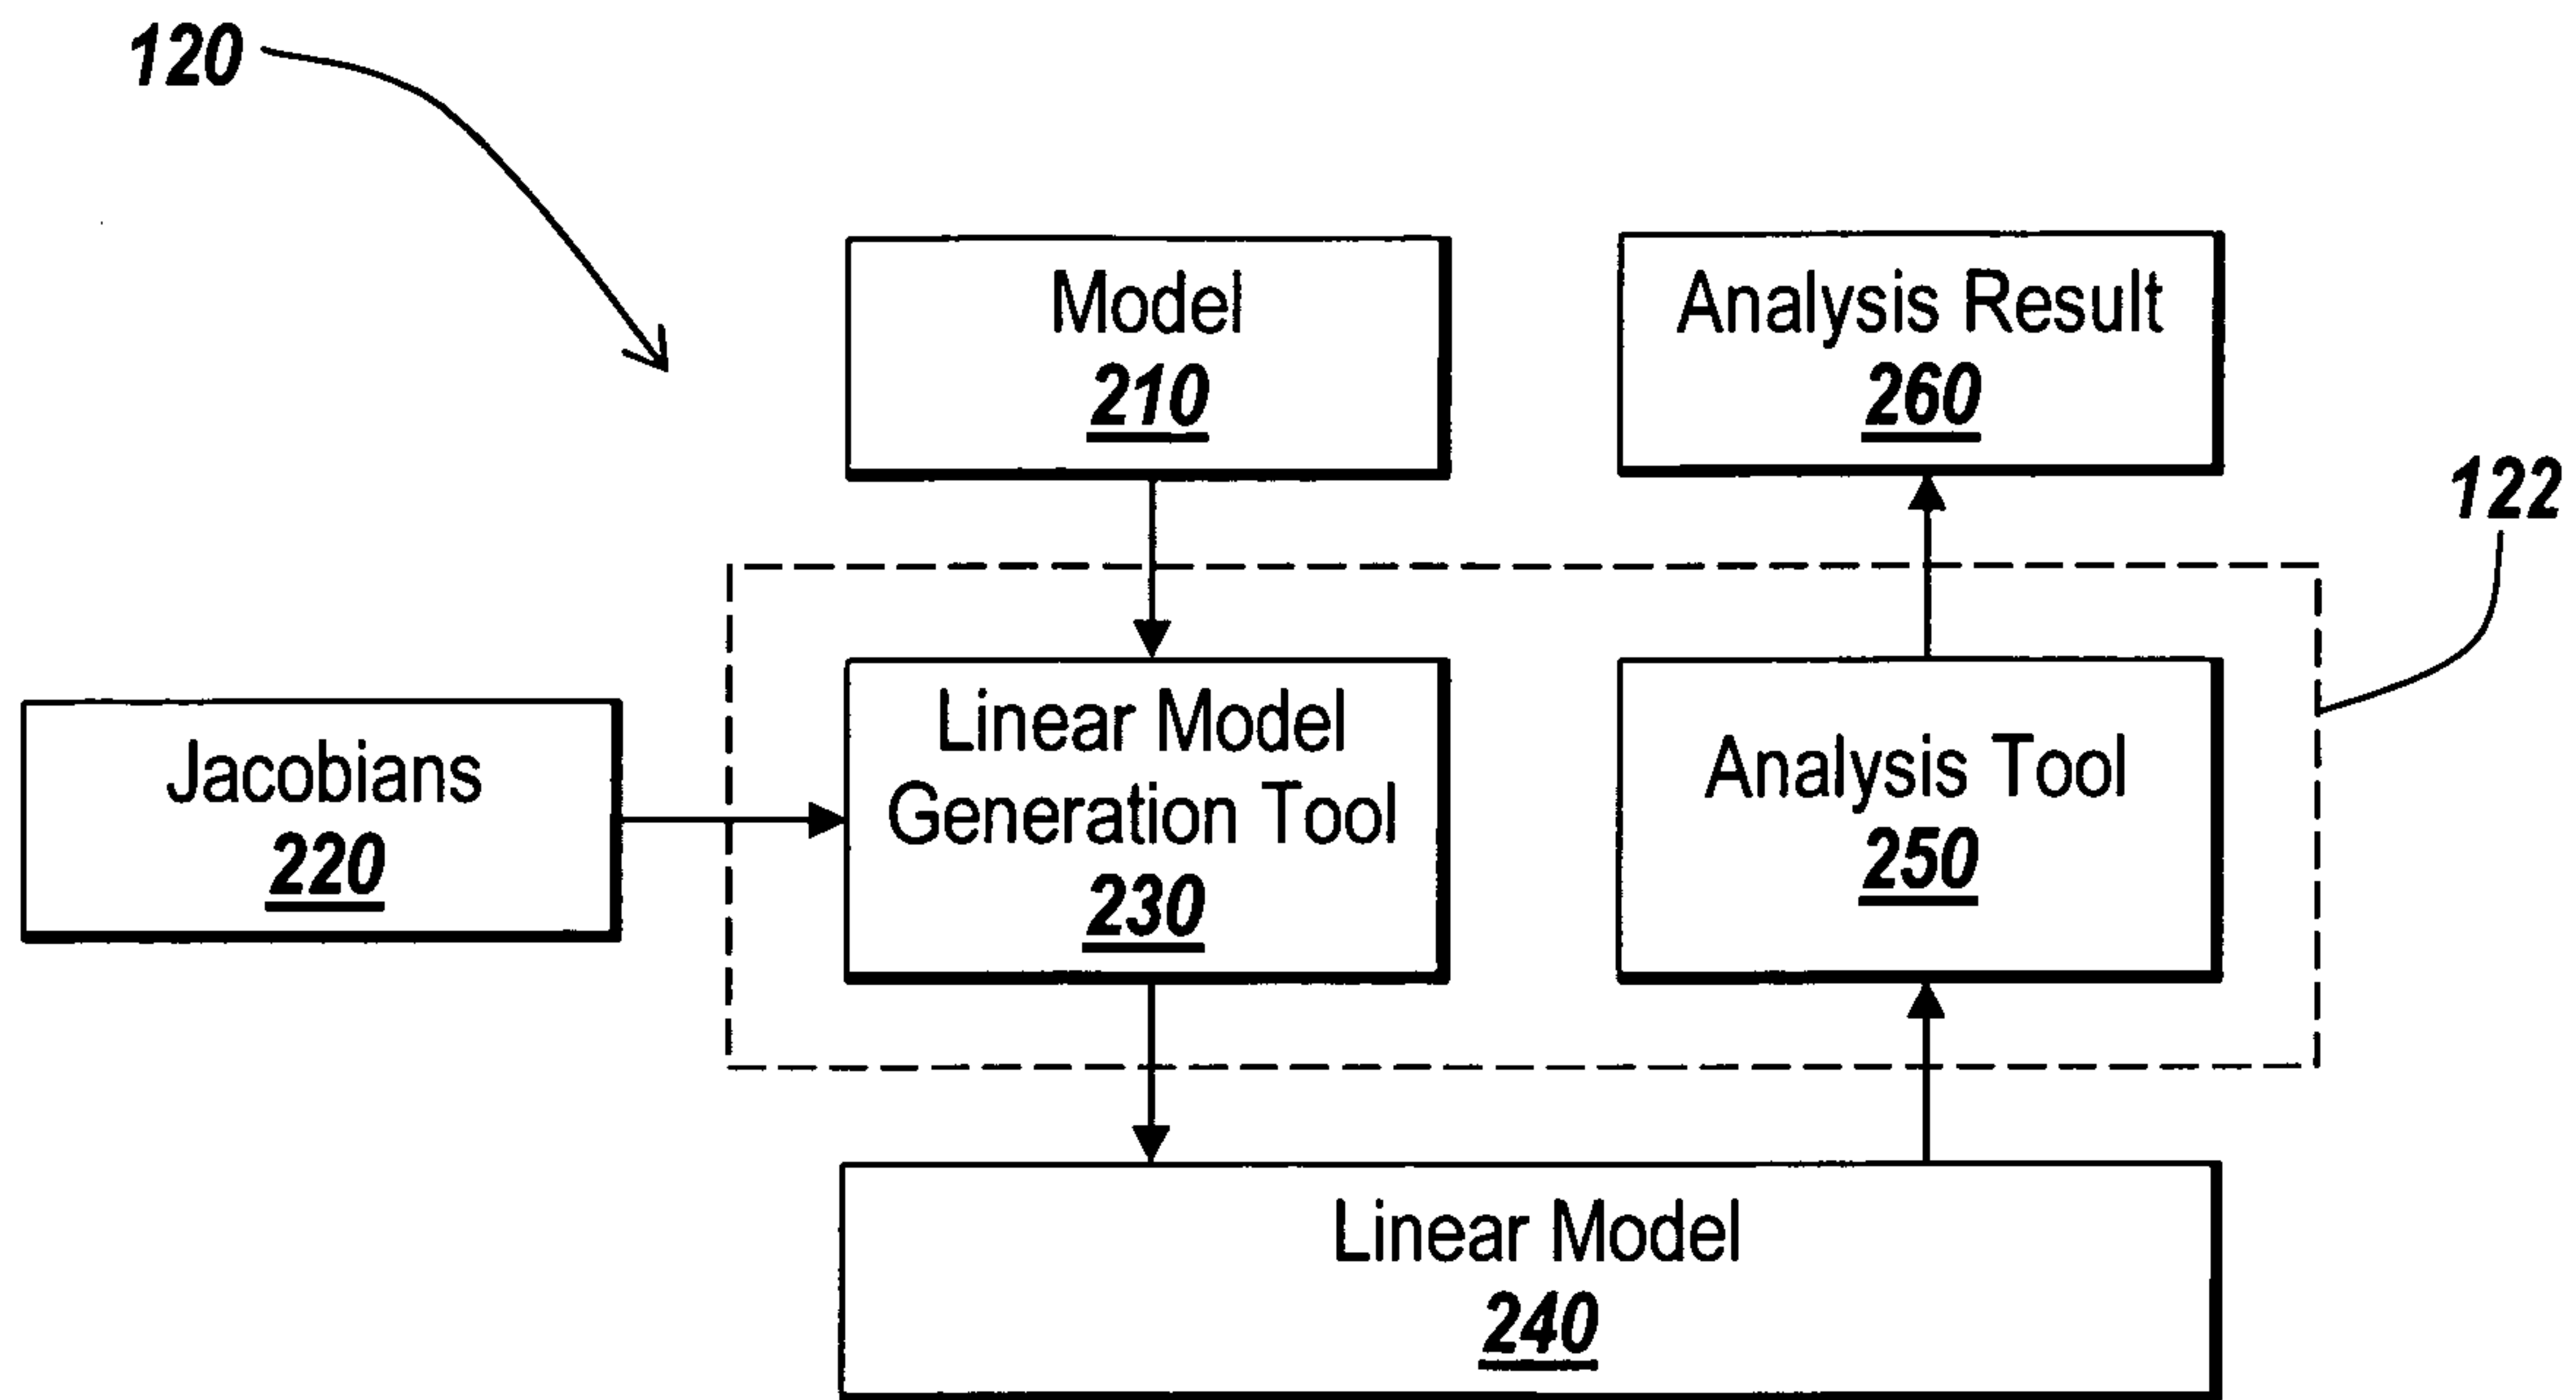 120
Model
210
Analysis Result
260
122
Jacobians
220
Linear Model
Generation Tool
230
Analysis Tool
250
Linear Model
240